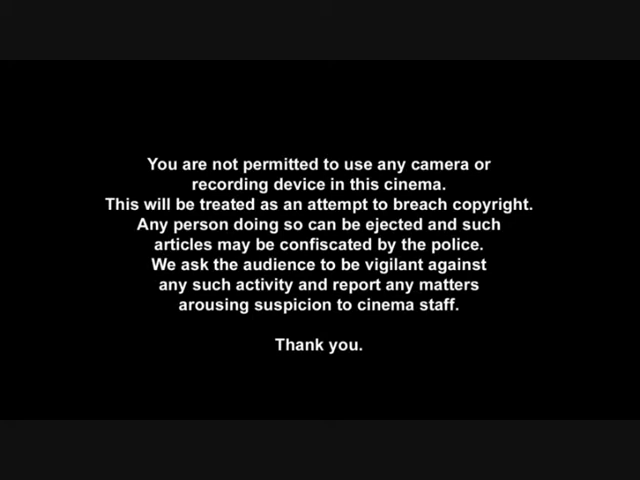 You are not permitted to use any camera or
recording device in this cinema.
This will be treated as an attempt to breach copyright.
Any person doing so can be ejected and such
articles may be confiscated by the police.
We ask the audience to be vigilant against
any such activity and report any matters
arousing suspicion to cinema staff.
Thank you.